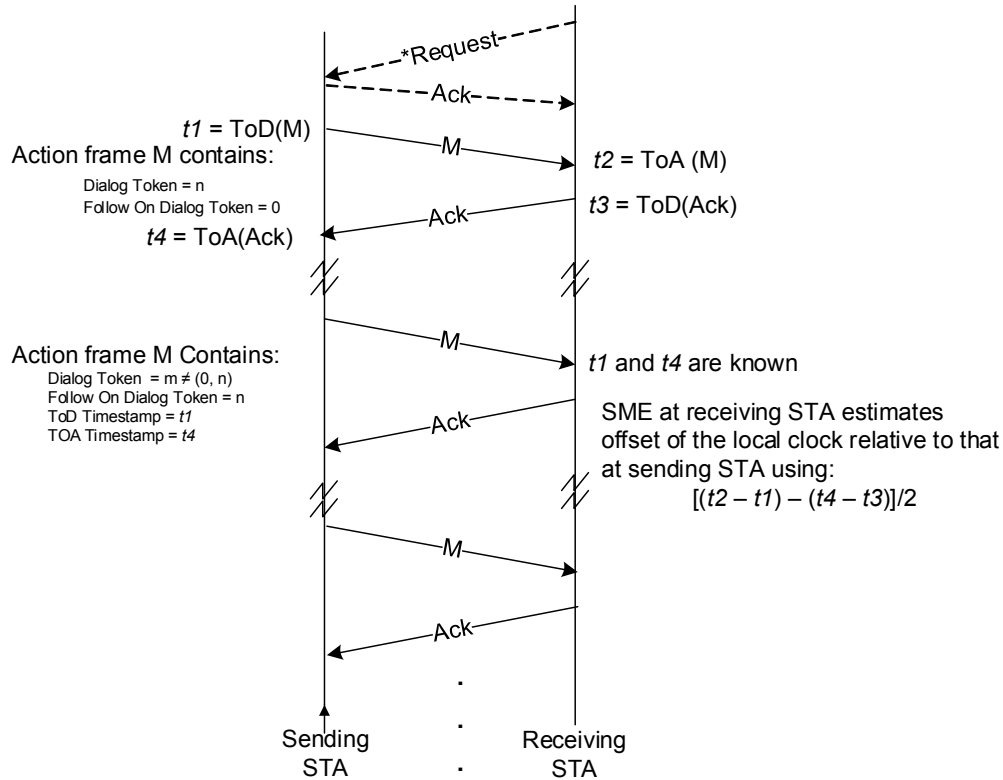 *Request
Ack
t1 = ToD(M)
M
Action frame M contains:
t2 = ToA (M)
Dialog Token = n
Follow On Dialog Token = 0
t3 = ToD(Ack)
Ack
t4 = ToA(Ack)
M
Action frame M Contains:
t1 and t4 are known
Dialog Token = m ≠ (0, n)
Follow On Dialog Token = n
ToD Timestamp = t1
TOA Timestamp = t4
Ack
SME at receiving STA estimates
offset of the local clock relative to that
at sending STA using:
[(t2 – t1) – (t4 – t3)]/2
M
Ack
Sending
STA
Receiving
STA